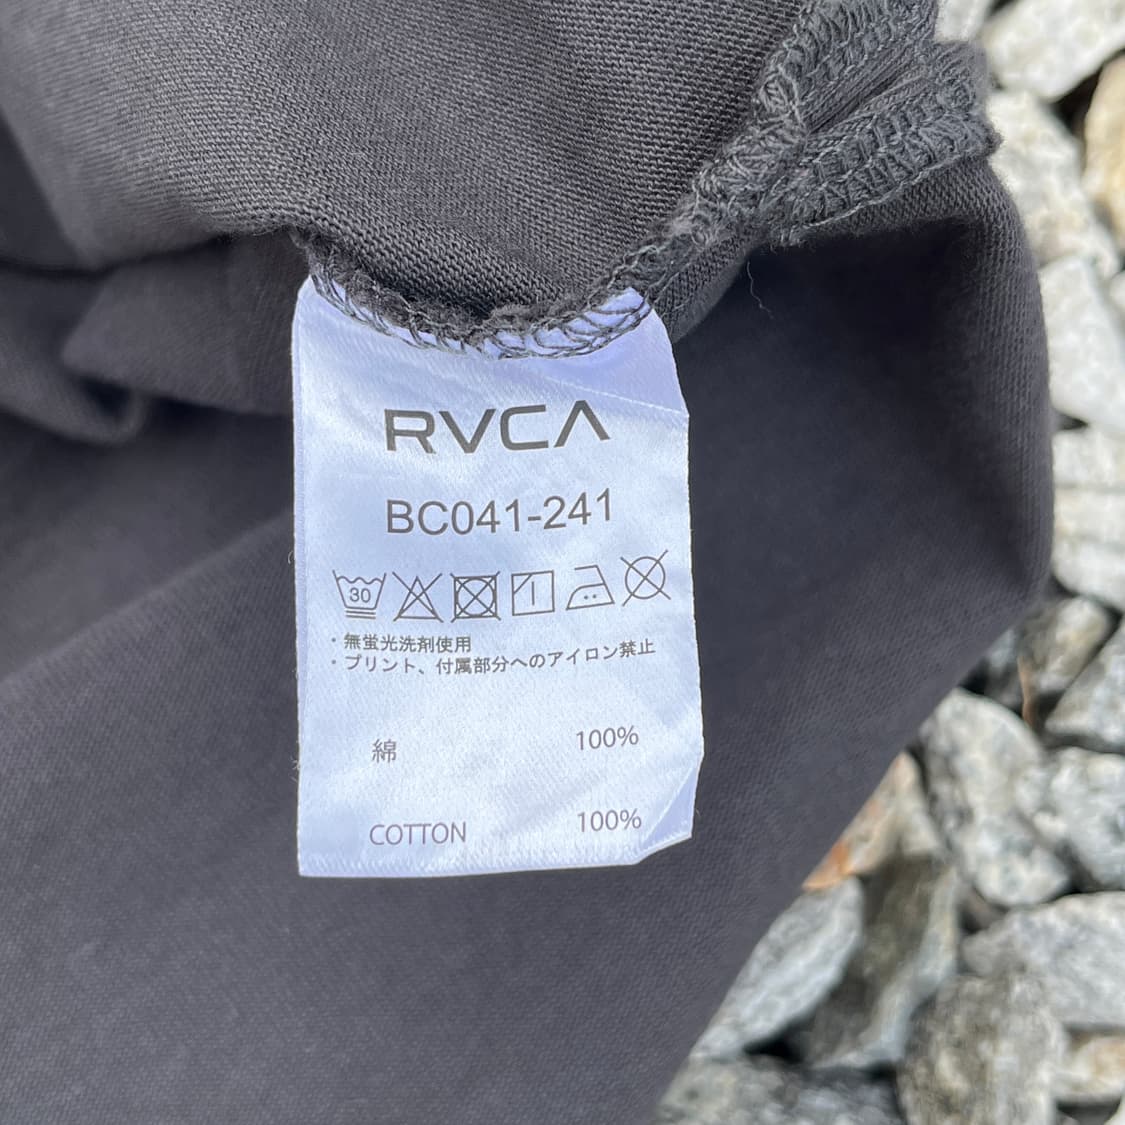 RVCA
BC041-241
30
・無蛍光洗剤使用
・プリント、付属部分へのアイロン禁止
綿 100%
COTTON 100%